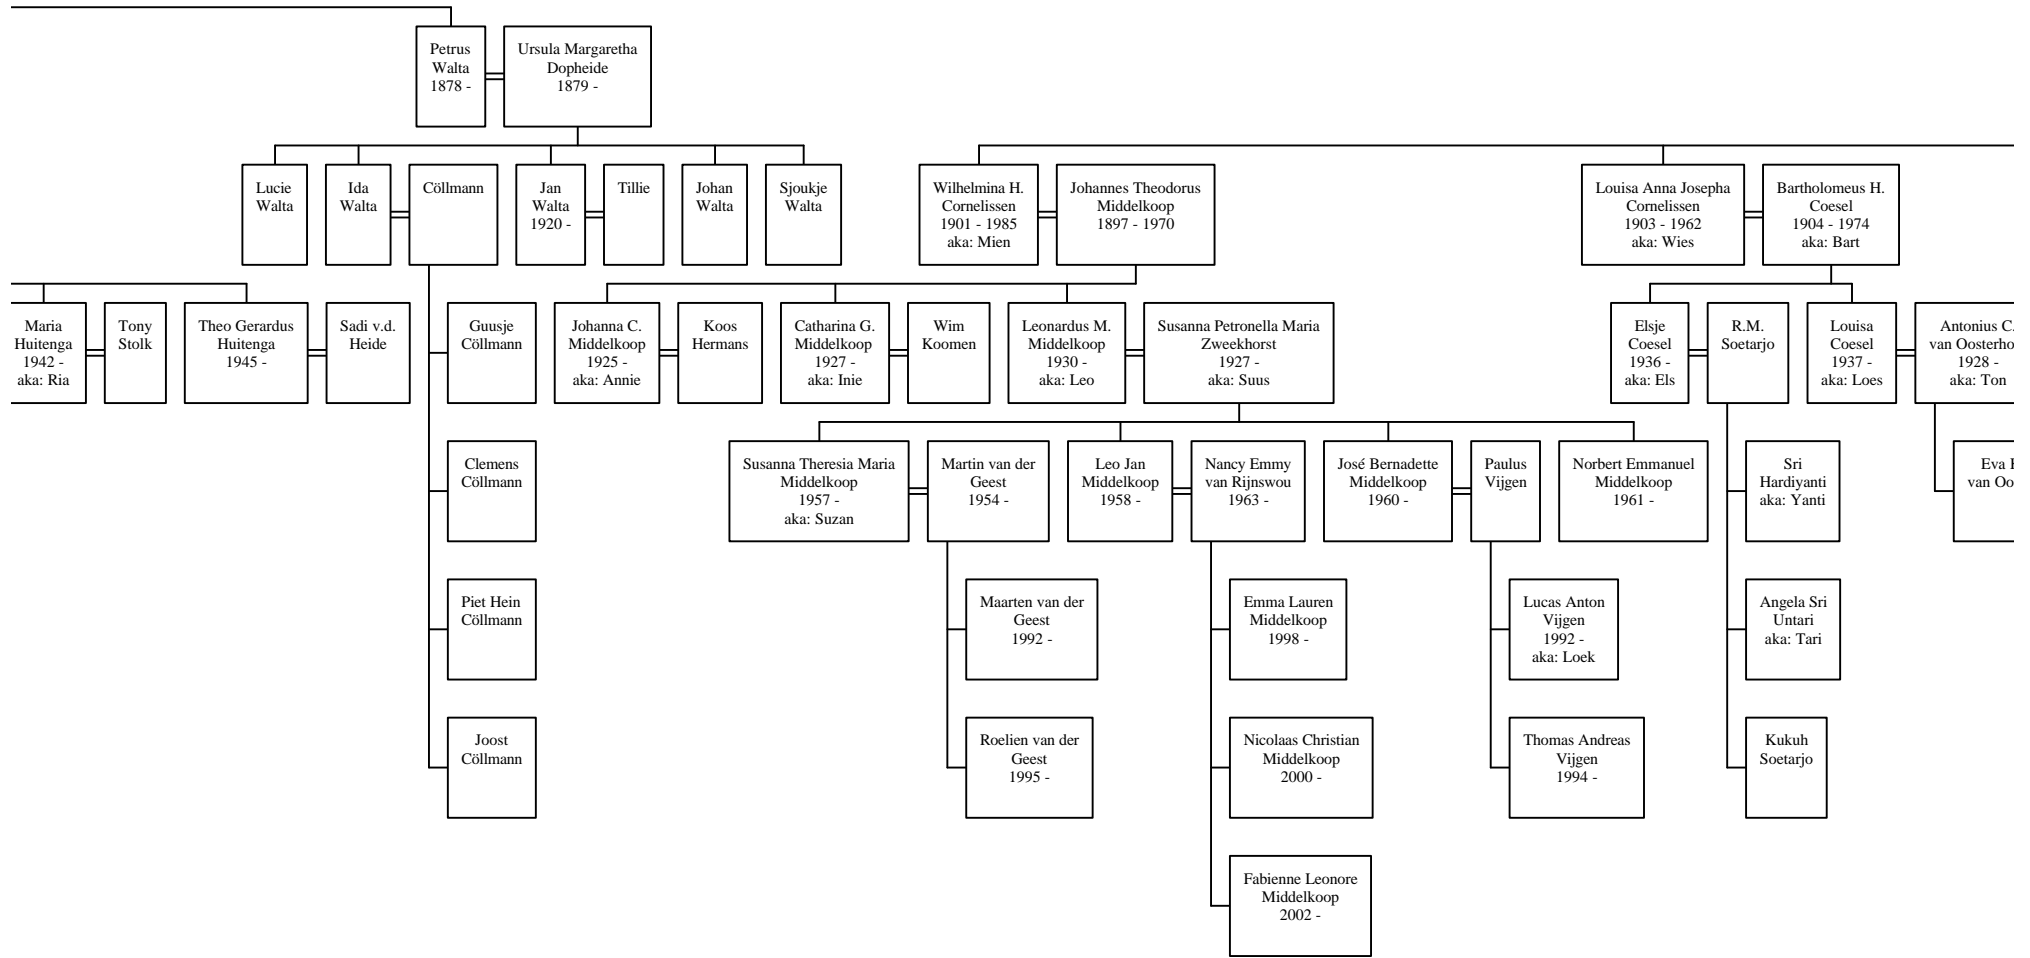 Petrus
Walta
1878 -
Ursula Margaretha
Dopheide
1879 -
Lucie
Walta
Ida
Walta
Cöllmann
Jan
Walta
1920 -
Tillie
Johan
Walta
Sjoukje
Walta
Wilhelmina H.
Cornelissen
1901 - 1985
aka: Mien
Johannes Theodorus
Middelkoop
1897 - 1970
Louisa Anna Josepha
Cornelissen
1903 - 1962
aka: Wies
Bartholomeus H.
Coesel
1904 - 1974
aka: Bart
Maria
Huitenga
1942 -
aka: Ria
Tony
Stolk
Theo Gerardus
Huitenga
1945 -
Sadi v.d.
Heide
Guusje
Cöllmann
Johanna C.
Middelkoop
1925 -
aka: Annie
Koos
Hermans
Catharina G.
Middelkoop
1927 -
aka: Inie
Wim
Koomen
Leonardus M.
Middelkoop
1930 -
aka: Leo
Susanna Petronella Maria
Zweekhorst
1927 -
aka: Suus
Elsje
Coesel
1936 -
aka: Els
R.M.
Soetarjo
Louisa
Coesel
1937 -
aka: Loes
Antonius C.
van Oosterho
1928 -
aka: Ton
Clemens
Cöllmann
Susanna Theresia Maria
Middelkoop
1957 -
aka: Suzan
Martin van der
Geest
1954 -
Leo Jan
Middelkoop
1958 -
Nancy Emmy
van Rijnswou
1963 -
José Bernadette
Middelkoop
1960 -
Paulus
Vijgen
Norbert Emmanuel
Middelkoop
1961 -
Sri
Hardiyanti
aka: Yanti
Eva
van Oo
Piet Hein
Cöllmann
Maarten van der
Geest
1992 -
Emma Lauren
Middelkoop
1998 -
Lucas Anton
Vijgen
1992 -
aka: Loek
Angela Sri
Untari
aka: Tari
Joost
Cöllmann
Roelien van der
Geest
1995 -
Nicolaas Christian
Middelkoop
2000 -
Thomas Andreas
Vijgen
1994 -
Kukuh
Soetarjo
Fabienne Leonore
Middelkoop
2002 -